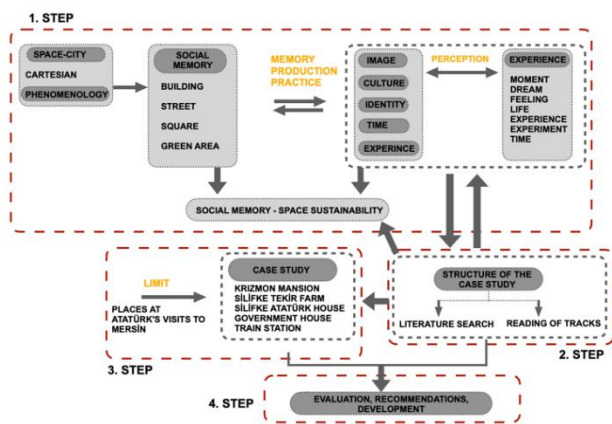 1. STEP
SPACE-CITY
CARTESIAN
PHENOMENOLOGY
SOCIAL
MEMORY
BUILDING
STREET
SQUARE
GREEN AREA
MEMORY
PRODUCTION
PRACTICE
IMAGE
CULTURE
IDENTITY
TIME
EXPERINCE
PERCEPTION
EXPERIENCE
MOMENT
DREAM
FEELING
LIFE
EXPERIENCE
EXPERIMENT
TIME
SOCIAL MEMORY - SPACE SUSTAINABILITY
LIMIT
PLACES AT
ATATÜRK'S VISITS TO
MERSİN
CASE STUDY
KRIZMON MANSION
SİLİFKE TEKİR FARM
SİLİFKE ATATÜRK HOUSE
GOVERNMENT HOUSE
TRAIN STATION
3. STEP
STRUCTURE OF THE
CASE STUDY
LITERATURE SEARCH
READING OF TRACKS
2. STEP
4. STEP
EVALUATION, RECOMMENDATIONS,
DEVELOPMENT